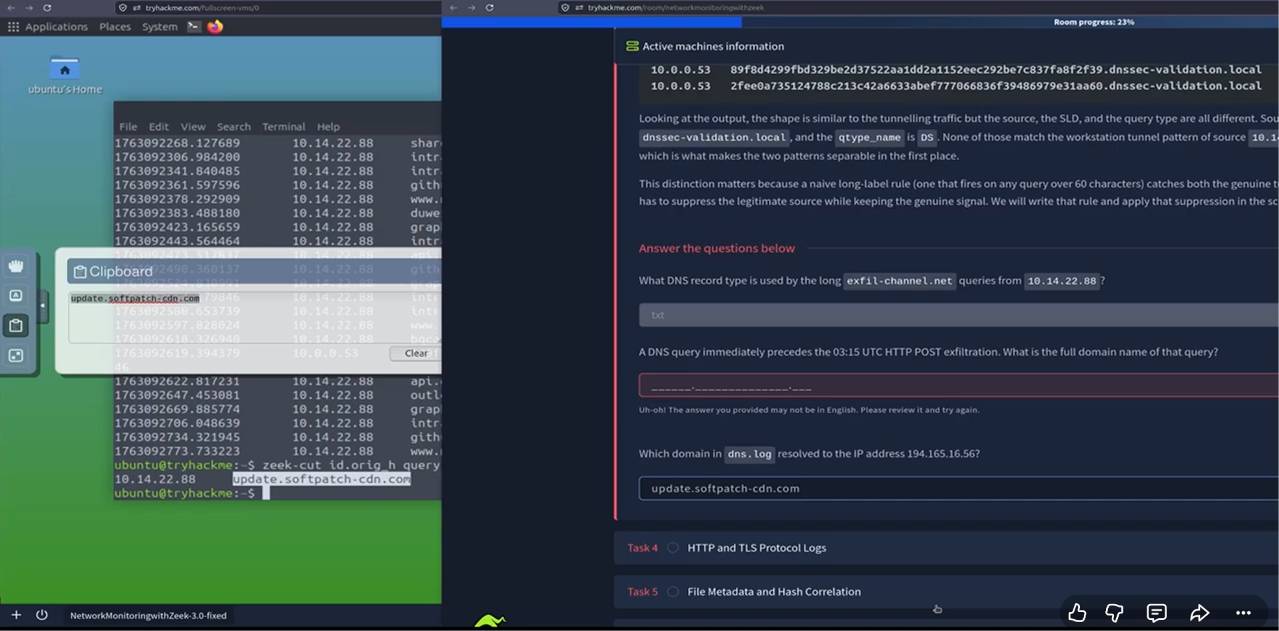 tryhackme.com/fullscreen-vms/0
Applications Places System
ubuntu's Home
File Edit View Search Terminal Help
1763092268.127689 10.14.22.88 shar
1763092306.984200 10.14.22.88 intr
1763092341.840485 10.14.22.88 intr
1763092361.597596 10.14.22.88 gith
1763092378.292909 10.14.22.88 www.
1763092383.488180 10.14.22.88 duwe
1763092423.165659 10.14.22.88 grap
1763092443.564464 10.14.22.88 intr
Clipboard
update.softpatch-cdn.com
Clear
1763092622.817231 10.14.22.88 api.
1763092647.453081 10.14.22.88 outl
1763092669.885774 10.14.22.88 grap
1763092706.048639 10.14.22.88 intr
1763092734.321945 10.14.22.88 gith
1763092773.733223 10.14.22.88 www.
ubuntu@tryhackme:~$ zeek-cut id.orig_h query
10.14.22.88 update.softpatch-cdn.com
ubuntu@tryhackme:~$
NetworkMonitoringwithZeek-3.0-fixed
tryhackme.com/room/networkmonitoringwithzeek
Room progress: 23%
Active machines information
10.0.0.53 89f8d4299fbd329be2d37522aa1dd2a1152eec292be7c837fa8f2f39.dnssec-validation.local
10.0.0.53 2fee0a735124788c213c42a6633abef777066836f39486979e31aa60.dnssec-validation.local
Looking at the output, the shape is similar to the tunnelling traffic but the source, the SLD, and the query type are all different. Sou
dnssec-validation.local, and the qtype_name is DS. None of those match the workstation tunnel pattern of source 10.14
which is what makes the two patterns separable in the first place.
This distinction matters because a naive long-label rule (one that fires on any query over 60 characters) catches both the genuine t
has to suppress the legitimate source while keeping the genuine signal. We will write that rule and apply that suppression in the sc
Answer the questions below
What DNS record type is used by the long exfil-channel.net queries from 10.14.22.88?
txt
A DNS query immediately precedes the 03:15 UTC HTTP POST exfiltration. What is the full domain name of that query?
______.______________.___
Uh-oh! The answer you provided may not be in English. Please review it and try again.
Which domain in dns.log resolved to the IP address 194.165.16.56?
update.softpatch-cdn.com
Task 4 HTTP and TLS Protocol Logs
Task 5 File Metadata and Hash Correlation